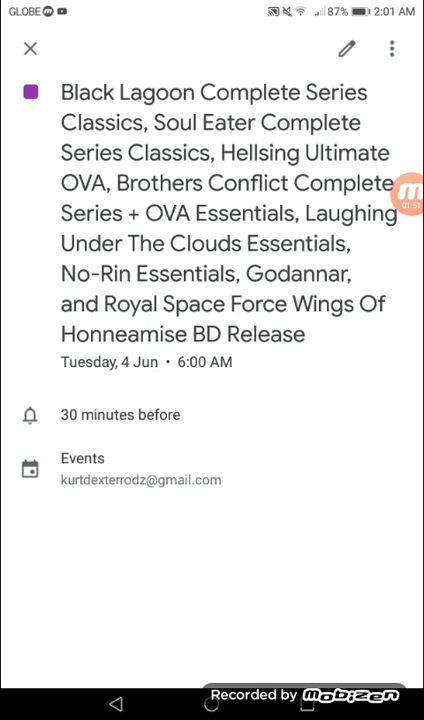 GLOBE 87% 2:01 AM
Black Lagoon Complete Series
Classics, Soul Eater Complete
Series Classics, Hellsing Ultimate
OVA, Brothers Conflict Complete
Series + OVA Essentials, Laughing
Under The Clouds Essentials,
No-Rin Essentials, Godannar,
and Royal Space Force Wings Of
Honneamise BD Release
01:51
Tuesday, 4 Jun • 6:00 AM
30 minutes before
Events
kurtdexterrodz@gmail.com
Recorded by mobizen